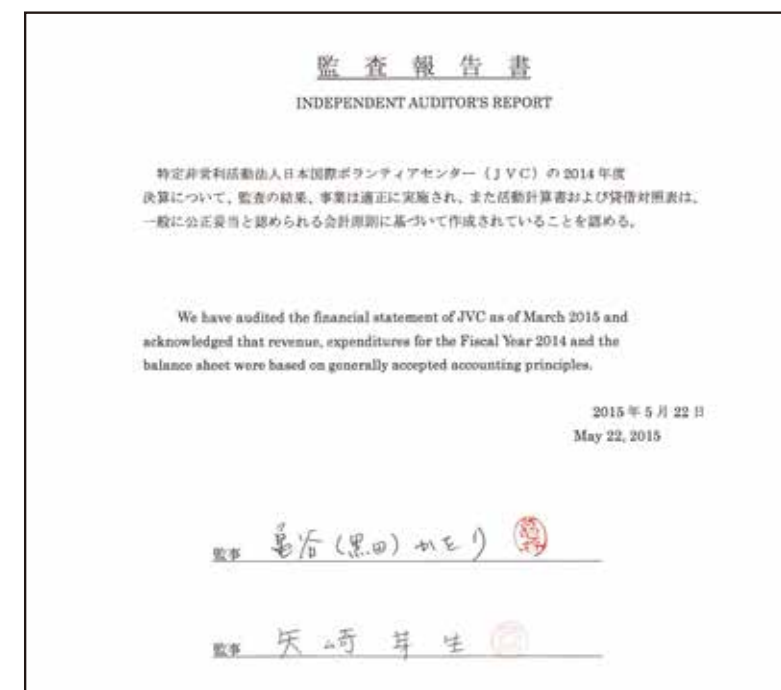 監査報告書
INDEPENDENT AUDITOR'S REPORT
特定非営利活動法人日本国際ボランティアセンター（JVC）の 2014 年度
決算について、監査の結果、事業は適正に実施され、また活動計算書および貸借対照表は、
一般に公正妥当と認められる会計原則に基づいて作成されていることを認める。
We have audited the financial statement of JVC as of March 2015 and
acknowledged that revenue, expenditures for the Fiscal Year 2014 and the
balance sheet were based on generally accepted accounting principles.
2015 年 5 月 22 日
May 22, 2015
監事 亀谷(黒田)かをり
監事 矢崎芽生